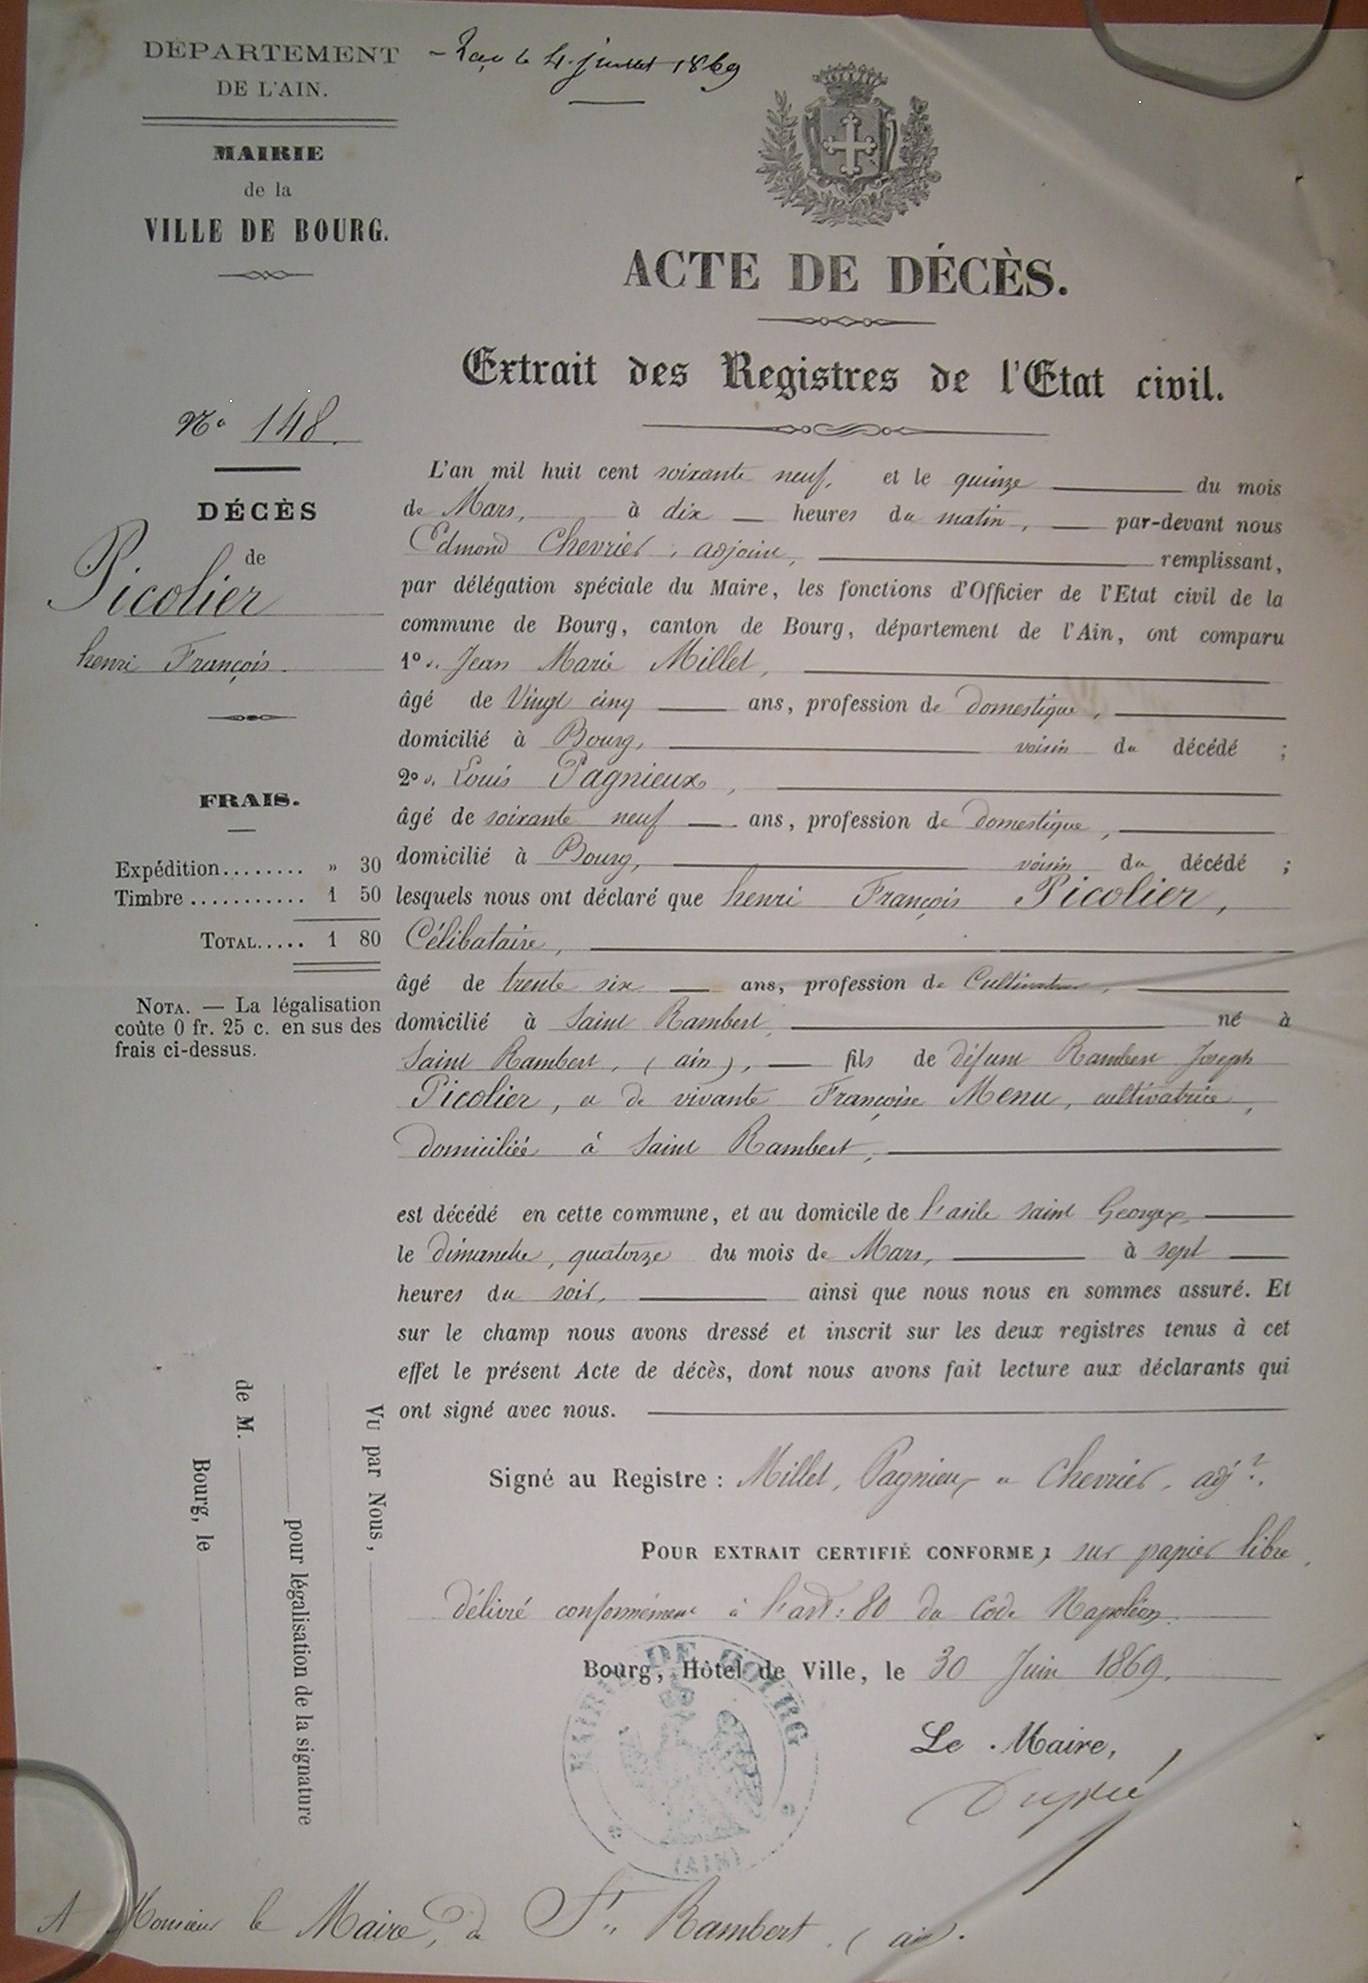 DÉPARTEMENT
DE L'AIN.
MAIRIE
de la
VILLE DE BOURG.
le 4 juillet 1869
ACTE DE DÉCÈS.
Extrait des Registres de l'Etat civil.
N° 148.
DÉCÈS
de
Picolier
henri François.
FRAIS.
Expédition........ » 30
Timbre ........... 1 50
TOTAL..... 1 80
NOTA. — La légalisation
coûte 0 fr. 25 c. en sus des
frais ci-dessus.
L'an mil huit cent soixante neuf, et le quinze du mois
de Mars, à dix heures du matin, par-devant nous
Edmond Chevrier, adjoint, remplissant,
par délégation spéciale du Maire, les fonctions d'Officier de l'Etat civil de la
commune de Bourg, canton de Bourg, département de l'Ain, ont comparu
1° s. Jean Marie Millet,
âgé de Vingt cinq ans, profession de domestique,
domicilié à Bourg, voisin du décédé ;
2° s. Louis Pagnieux,
âgé de soixante neuf ans, profession de domestique,
domicilié à Bourg, voisin du décédé ;
lesquels nous ont déclaré que henri François Picolier,
Célibataire,
âgé de trente six ans, profession de Cultivateur,
domicilié à Saint Rambert, né à
Saint Rambert, (ain), fils de défunt Rambert Joseph
Picolier, et de vivante Françoise Menu, cultivatrice,
domiciliée à Saint Rambert,
est décédé en cette commune, et au domicile de l'asile Saint Georges
le dimanche, quatorze du mois de Mars, à sept
heures du soir, ainsi que nous nous en sommes assuré. Et
sur le champ nous avons dressé et inscrit sur les deux registres tenus à cet
effet le présent Acte de décès, dont nous avons fait lecture aux déclarants qui
ont signé avec nous.
Signé au Registre : Millet, Pagnieux et Chevrier, adjt.
POUR EXTRAIT CERTIFIÉ CONFORME ; sur papier libre
délivré conformément à l'art: 80 du Code Napoléon.
Bourg, Hôtel de Ville, le 30 Juin 1869.
Le Maire,
MAIRIE DE BOURG
(AIN)
Vu par Nous,
pour légalisation de la signature
de M.
Bourg, le
A Monsieur le Maire, de St. Rambert. (ain).